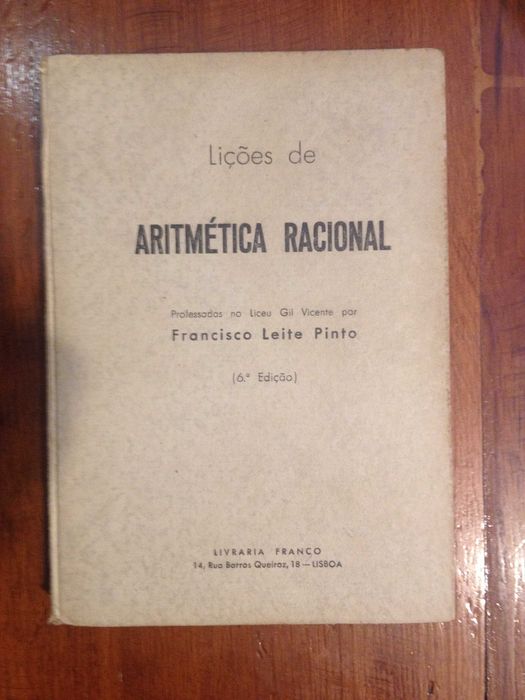 Lições de
ARITMÉTICA RACIONAL
Professadas no Liceu Gil Vicente por
Francisco Leite Pinto
(6.ª Edição)
LIVRARIA FRANCO
14, Rua Barros Queiroz, 18 — LISBOA